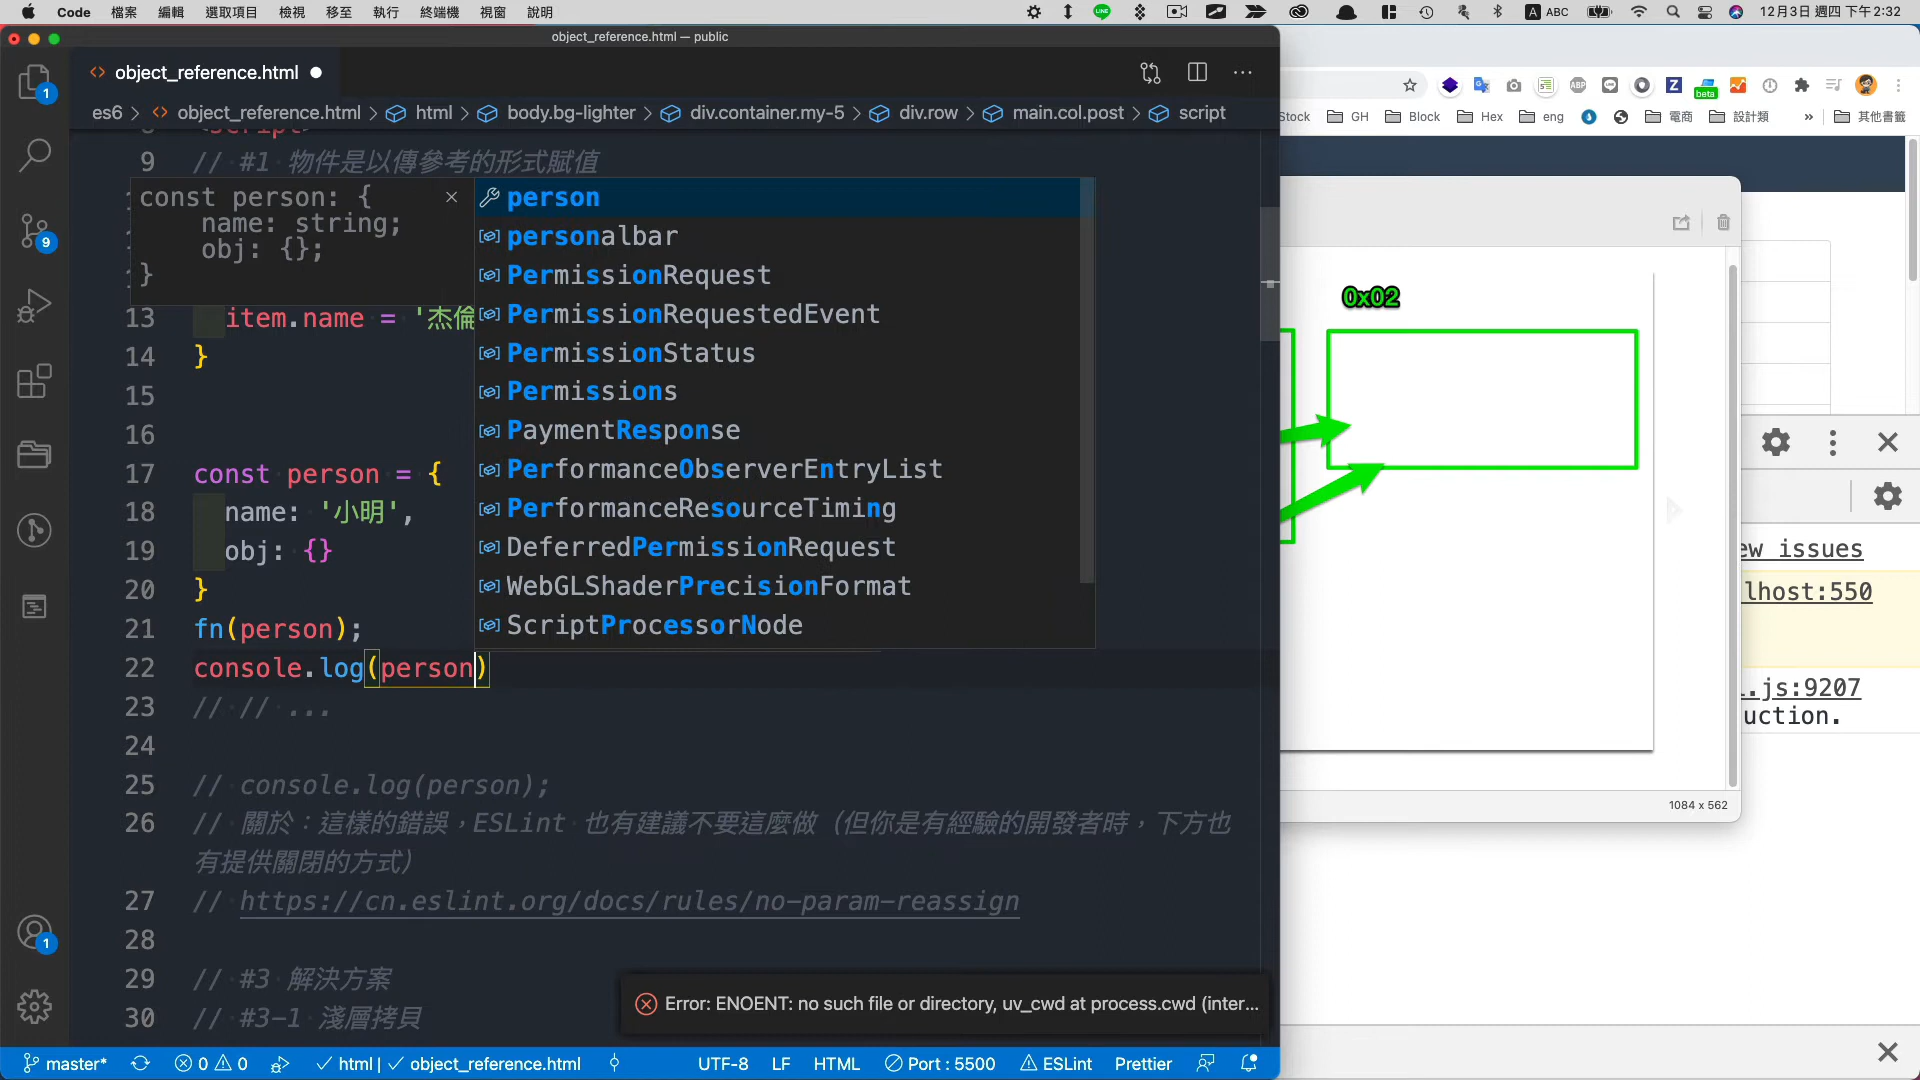 Code 檔案 編輯 選取項目 檢視 移至 執行 終端機 視窗 說明
ABC 12月3日 週四 下午2:32
object_reference.html — public
object_reference.html
es6 > object_reference.html > html > body.bg-lighter > div.container.my-5 > div.row > main.col.post > script
<script>
9 // #1 物件是以傳參考的形式賦值
const person: {
name: string;
obj: {};
}
person
personalbar
PermissionRequest
PermissionRequestedEvent
PermissionStatus
Permissions
PaymentResponse
PerformanceObserverEntryList
PerformanceResourceTiming
DeferredPermissionRequest
WebGLShaderPrecisionFormat
ScriptProcessorNode
13 item.name = '杰倫
14 }
15
16
17 const person = {
18 name: '小明',
19 obj: {}
20 }
21 fn(person);
22 console.log(person)
23 // // ...
24
25 // console.log(person);
26 // 關於：這樣的錯誤，ESLint 也有建議不要這麼做（但你是有經驗的開發者時，下方也
有提供關閉的方式）
27 // https://cn.eslint.org/docs/rules/no-param-reassign
28
29 // #3 解決方案
30 // #3-1 淺層拷貝
Error: ENOENT: no such file or directory, uv_cwd at process.cwd (inter...
master* 0 0 html | object_reference.html UTF-8 LF HTML Port : 5500 ESLint Prettier
1
9
1
beta
Stock GH Block Hex eng 電商 設計類 » 其他書籤
0x02
1084 x 562
ew issues
lhost:550
.js:9207
uction.